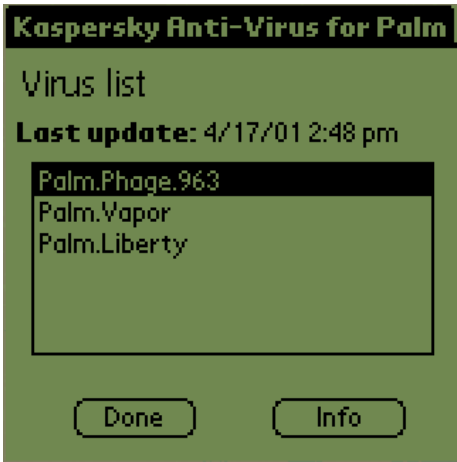 Kaspersky Anti-Virus for Palm
Virus list
Last update: 4/17/01 2:48 pm
Palm.Phage.963
Palm.Vapor
Palm.Liberty
Done Info